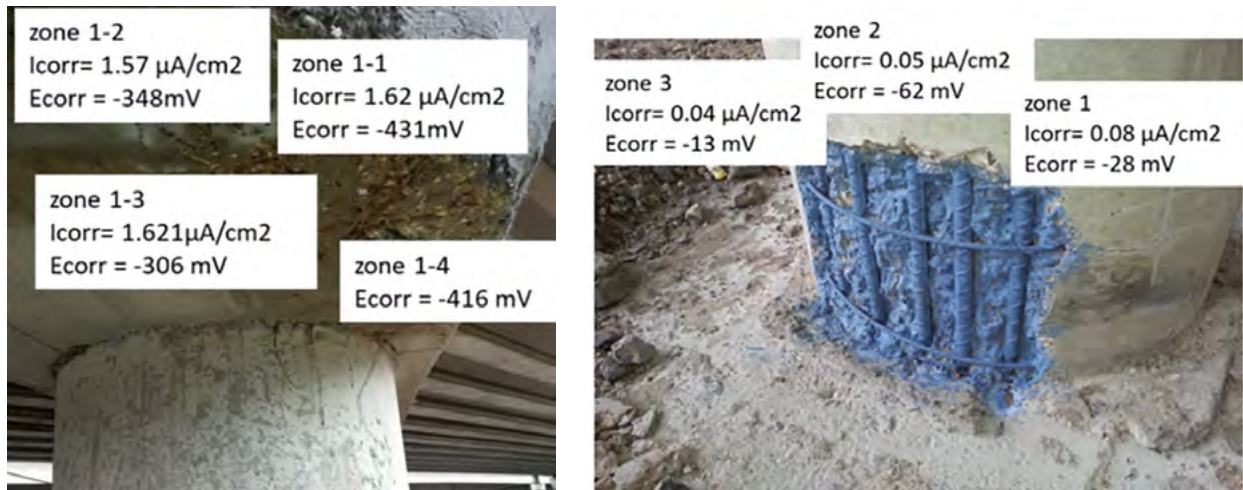 zone 1-2
Icorr= 1.57 µA/cm2
Ecorr = -348mV
zone 1-1
Icorr= 1.62 µA/cm2
Ecorr = -431mV
zone 1-3
Icorr= 1.621µA/cm2
Ecorr = -306 mV
zone 1-4
Ecorr = -416 mV
zone 3
Icorr= 0.04 µA/cm2
Ecorr = -13 mV
zone 2
Icorr= 0.05 µA/cm2
Ecorr = -62 mV
zone 1
Icorr= 0.08 µA/cm2
Ecorr = -28 mV